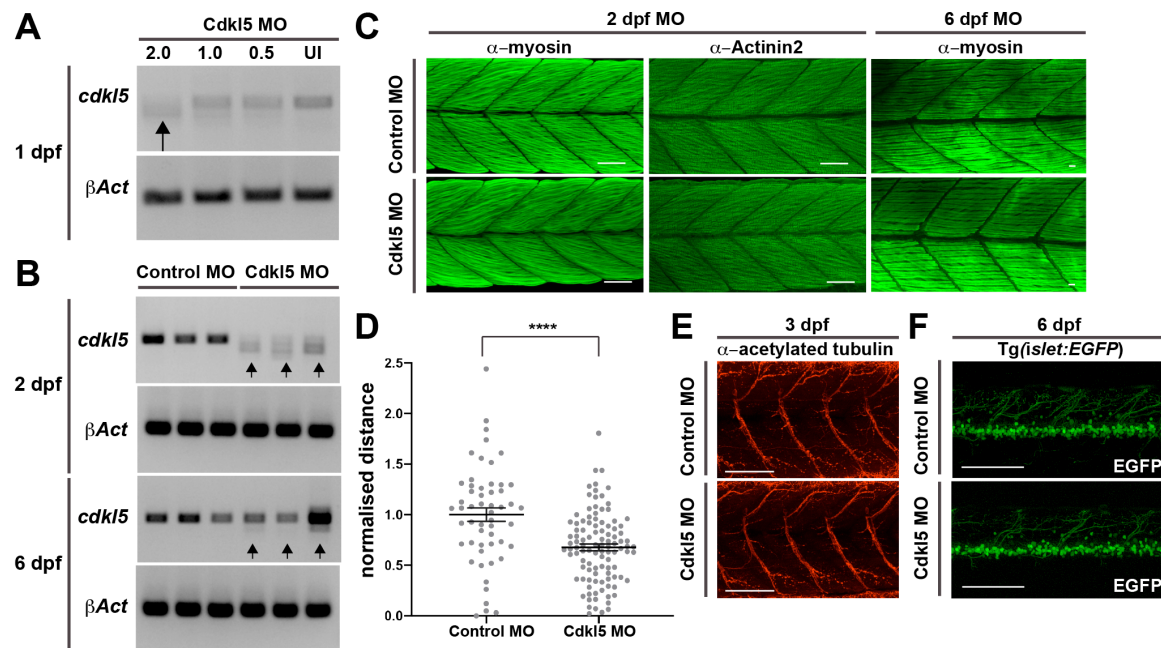 A
Cdkl5 MO
2.0 1.0 0.5 UI
cdkl5
1 dpf
βAct
B
Control MO Cdkl5 MO
cdkl5
2 dpf
βAct
cdkl5
6 dpf
βAct
C
2 dpf MO 6 dpf MO
α−myosin α−Actinin2 α−myosin
Control MO
Cdkl5 MO
D
****
normalised distance
2.5
2.0
1.5
1.0
0.5
0.0
Control MO Cdkl5 MO
E
3 dpf
α−acetylated tubulin
Control MO
Cdkl5 MO
F
6 dpf
Tg(islet:EGFP)
Control MO
EGFP
Cdkl5 MO
EGFP